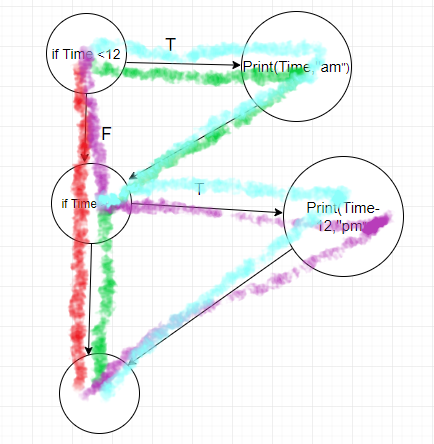 if Time <12
T
Print(Time,"am")
F
if Time
T
Print(Time-
12,"pm